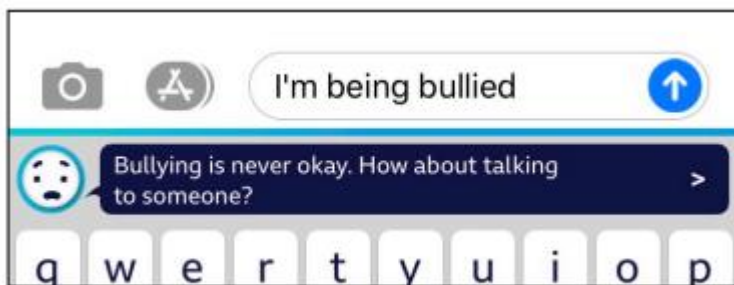 I'm being bullied
Bullying is never okay. How about talking
to someone?
>
q w e r t y u i o p